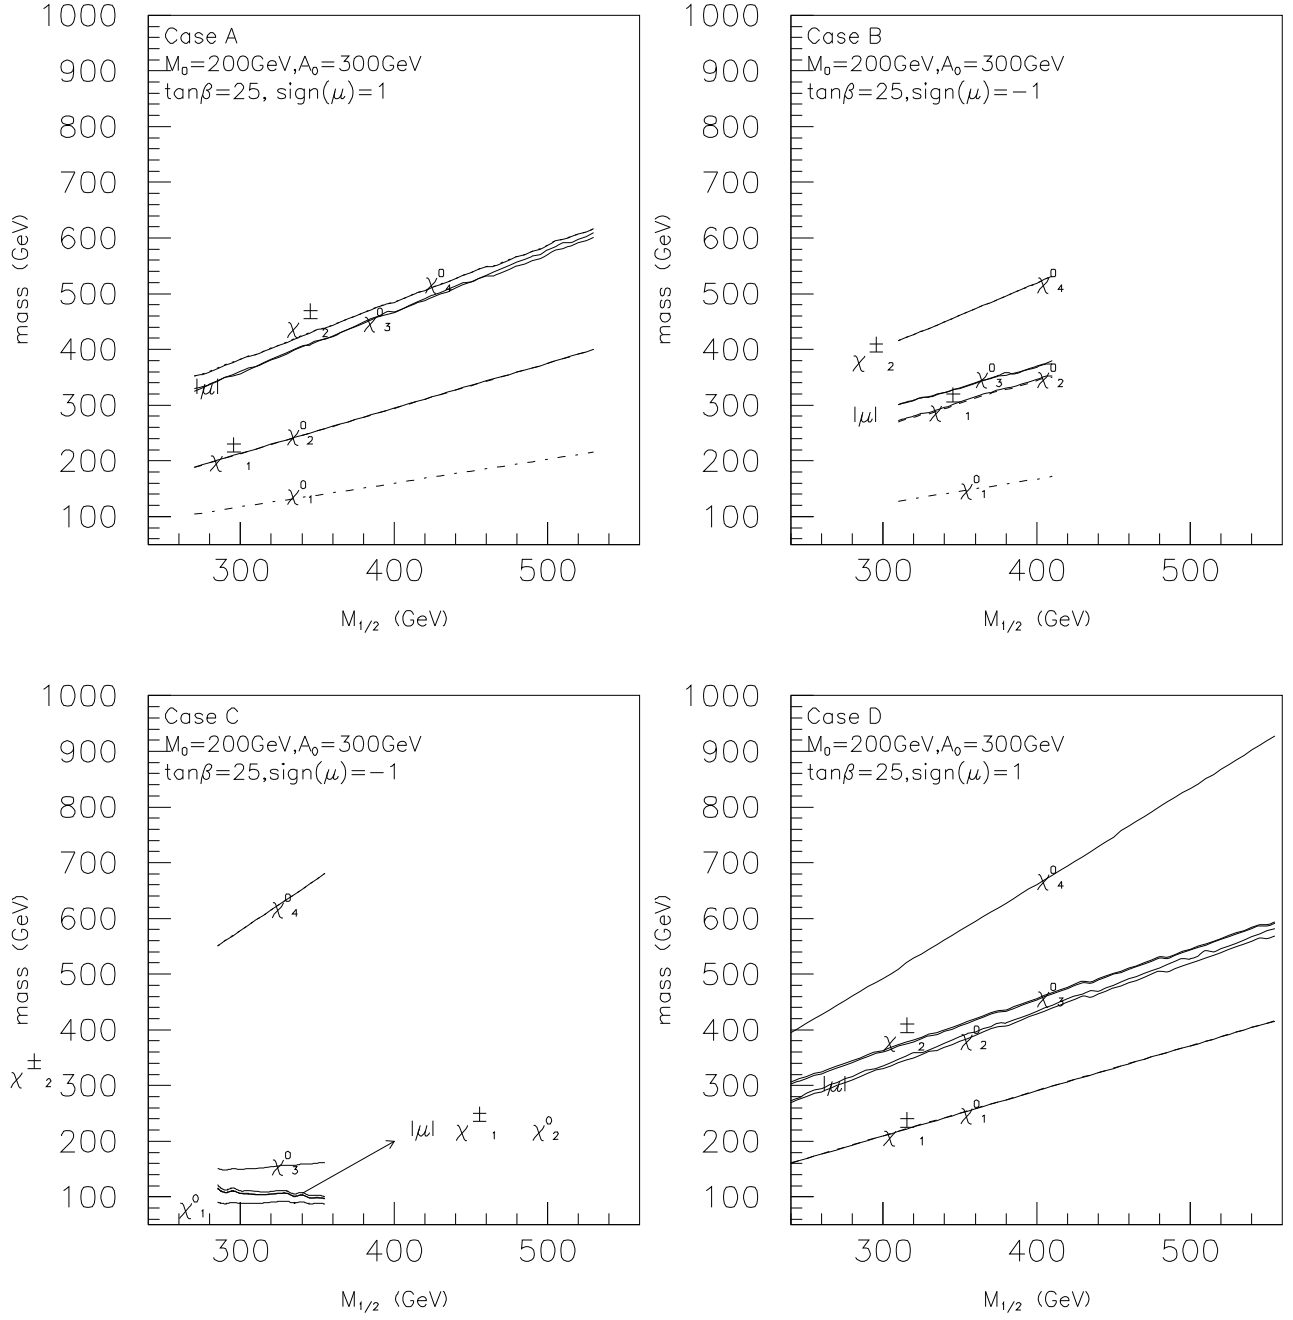 Case A
M₀=200GeV,A₀=300GeV
tanβ=25, sign(μ)=1
1000
900
800
700
600
500
400
300
200
100
mass (GeV)
χ⁰₄
χ±₂
χ⁰₃
|μ|
χ⁰₂
χ±₁
χ⁰₁
300 400 500
M₁/₂ (GeV)
Case B
M₀=200GeV,A₀=300GeV
tanβ=25,sign(μ)=−1
1000
900
800
700
600
500
400
300
200
100
mass (GeV)
χ⁰₄
χ±₂
χ⁰₃ χ⁰₂
|μ| χ±₁
χ⁰₁
300 400 500
M₁/₂ (GeV)
Case C
M₀=200GeV,A₀=300GeV
tanβ=25,sign(μ)=−1
1000
900
800
700
600
500
400
300
200
100
mass (GeV)
χ⁰₄
χ±₂
|μ| χ±₁ χ⁰₂
χ⁰₃
χ⁰₁
300 400 500
M₁/₂ (GeV)
Case D
M₀=200GeV,A₀=300GeV
tanβ=25,sign(μ)=1
1000
900
800
700
600
500
400
300
200
100
mass (GeV)
χ⁰₄
χ⁰₃
χ±₂ χ⁰₂
|μ|
χ±₁ χ⁰₁
300 400 500
M₁/₂ (GeV)